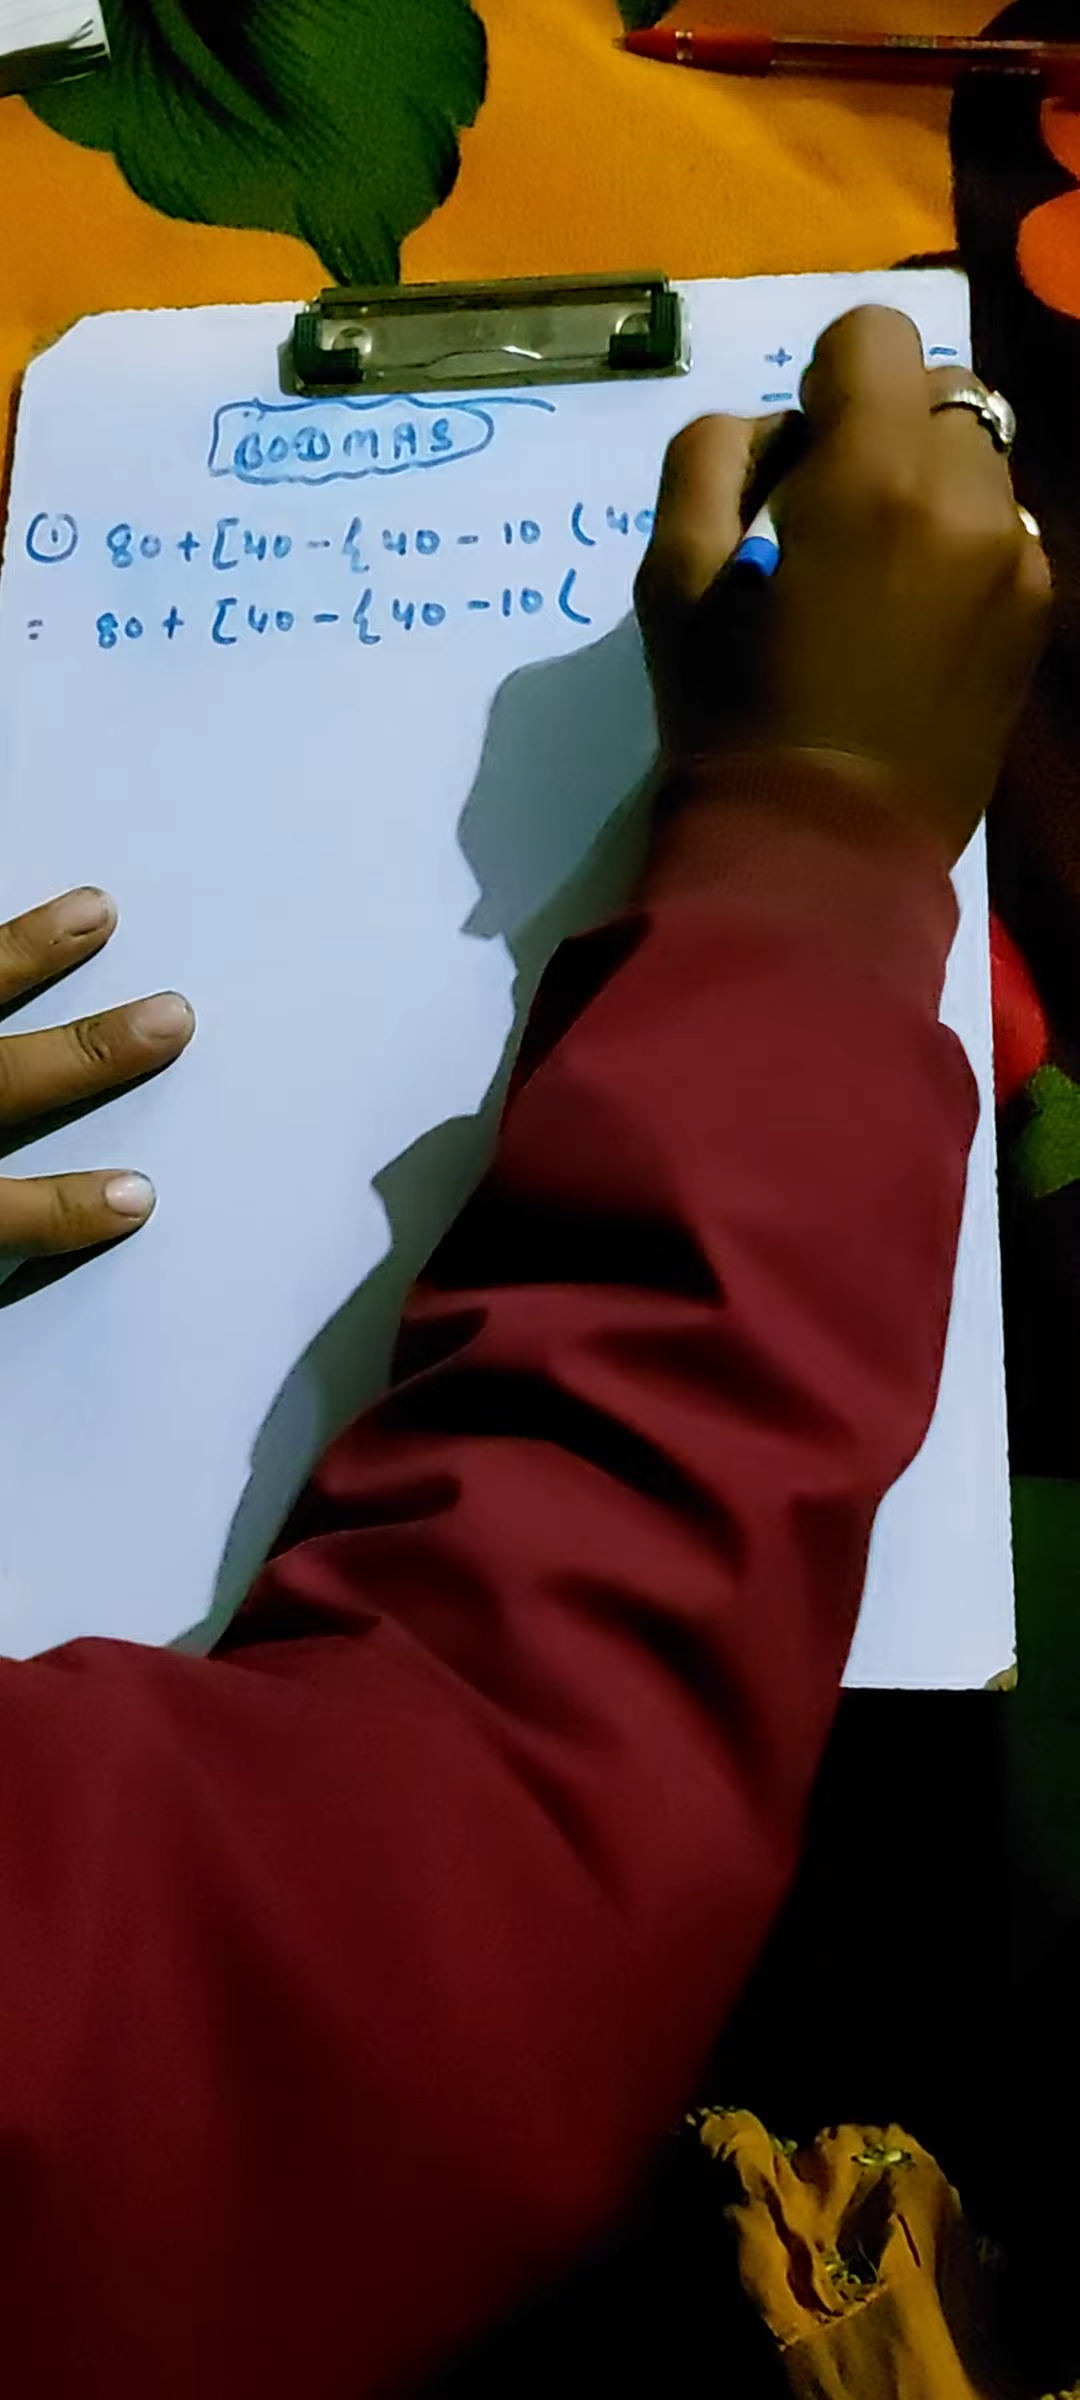 BODMAS
+ -
-
① 80 + [40 - { 40 - 10 ( 40
= 80 + [40 - { 40 - 10 (